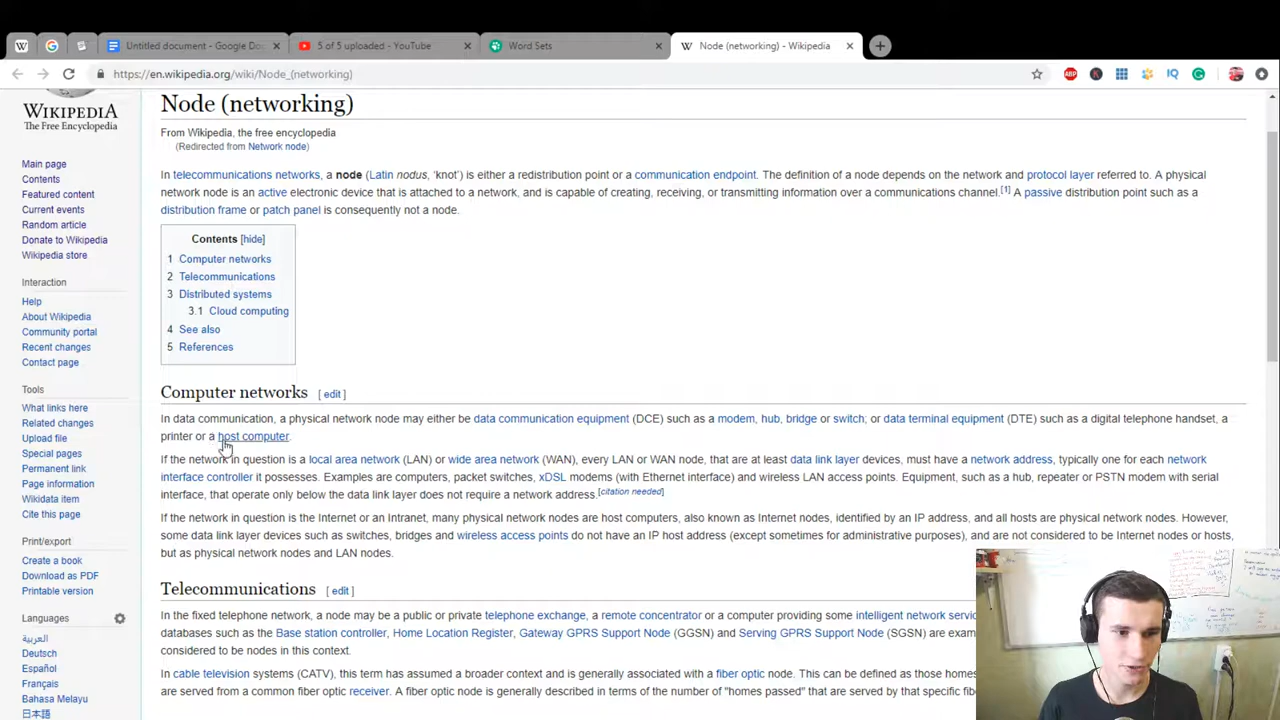 Untitled document - Google Do
5 of 5 uploaded - YouTube
Word Sets
Node (networking) - Wikipedia
https://en.wikipedia.org/wiki/Node_(networking)
ABP
IQ
WIKIPEDIA
The Free Encyclopedia
Main page
Contents
Featured content
Current events
Random article
Donate to Wikipedia
Wikipedia store
Interaction
Help
About Wikipedia
Community portal
Recent changes
Contact page
Tools
What links here
Related changes
Upload file
Special pages
Permanent link
Page information
Wikidata item
Cite this page
Print/export
Create a book
Download as PDF
Printable version
Languages
العربية
Deutsch
Español
Français
Bahasa Melayu
日本語
Node (networking)
From Wikipedia, the free encyclopedia
(Redirected from Network node)
In telecommunications networks, a node (Latin nodus, 'knot') is either a redistribution point or a communication endpoint. The definition of a node depends on the network and protocol layer referred to. A physical
network node is an active electronic device that is attached to a network, and is capable of creating, receiving, or transmitting information over a communications channel.[1] A passive distribution point such as a
distribution frame or patch panel is consequently not a node.
Contents [hide]
1 Computer networks
2 Telecommunications
3 Distributed systems
3.1 Cloud computing
4 See also
5 References
Computer networks [ edit ]
In data communication, a physical network node may either be data communication equipment (DCE) such as a modem, hub, bridge or switch; or data terminal equipment (DTE) such as a digital telephone handset, a
printer or a host computer.
If the network in question is a local area network (LAN) or wide area network (WAN), every LAN or WAN node, that are at least data link layer devices, must have a network address, typically one for each network
interface controller it possesses. Examples are computers, packet switches, xDSL modems (with Ethernet interface) and wireless LAN access points. Equipment, such as a hub, repeater or PSTN modem with serial
interface, that operate only below the data link layer does not require a network address.[citation needed]
If the network in question is the Internet or an Intranet, many physical network nodes are host computers, also known as Internet nodes, identified by an IP address, and all hosts are physical network nodes. However,
some data link layer devices such as switches, bridges and wireless access points do not have an IP host address (except sometimes for administrative purposes), and are not considered to be Internet nodes or hosts,
but as physical network nodes and LAN nodes.
Telecommunications [ edit ]
In the fixed telephone network, a node may be a public or private telephone exchange, a remote concentrator or a computer providing some intelligent network servic
databases such as the Base station controller, Home Location Register, Gateway GPRS Support Node (GGSN) and Serving GPRS Support Node (SGSN) are exam
considered to be nodes in this context.
In cable television systems (CATV), this term has assumed a broader context and is generally associated with a fiber optic node. This can be defined as those homes
are served from a common fiber optic receiver. A fiber optic node is generally described in terms of the number of "homes passed" that are served by that specific fib